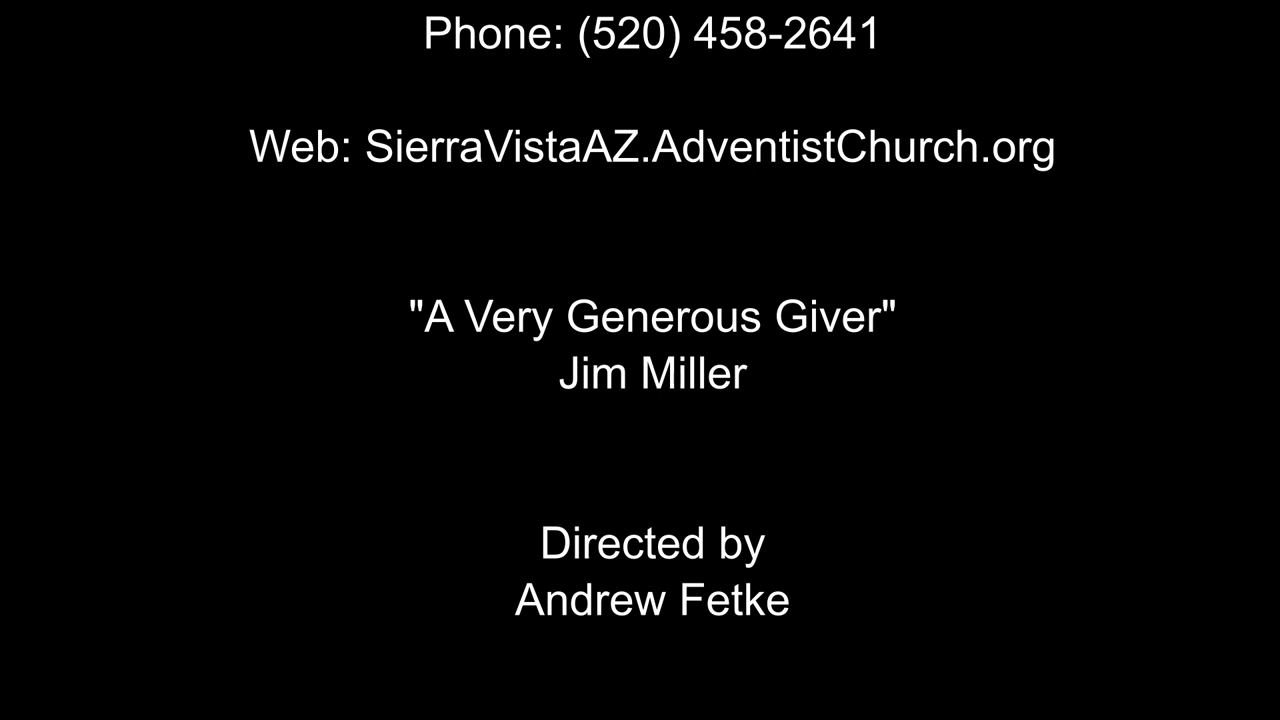 Phone: (520) 458-2641
Web: SierraVistaAZ.AdventistChurch.org
"A Very Generous Giver"
Jim Miller
Directed by
Andrew Fetke